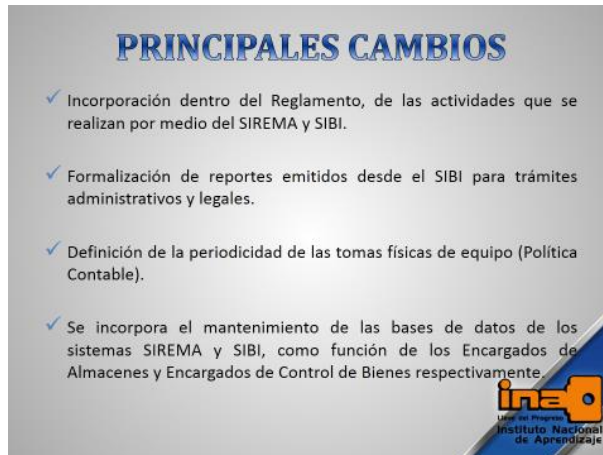 PRINCIPALES CAMBIOS
Incorporación dentro del Reglamento, de las actividades que se
realizan por medio del SIREMA y SIBI.
Formalización de reportes emitidos desde el SIBI para trámites
administrativos y legales.
Definición de la periodicidad de las tomas físicas de equipo (Política
Contable).
Se incorpora el mantenimiento de las bases de datos de los
sistemas SIREMA y SIBI, como función de los Encargados de
Almacenes y Encargados de Control de Bienes respectivamente.
ina
Llave del Progreso
Instituto Nacional
de Aprendizaje